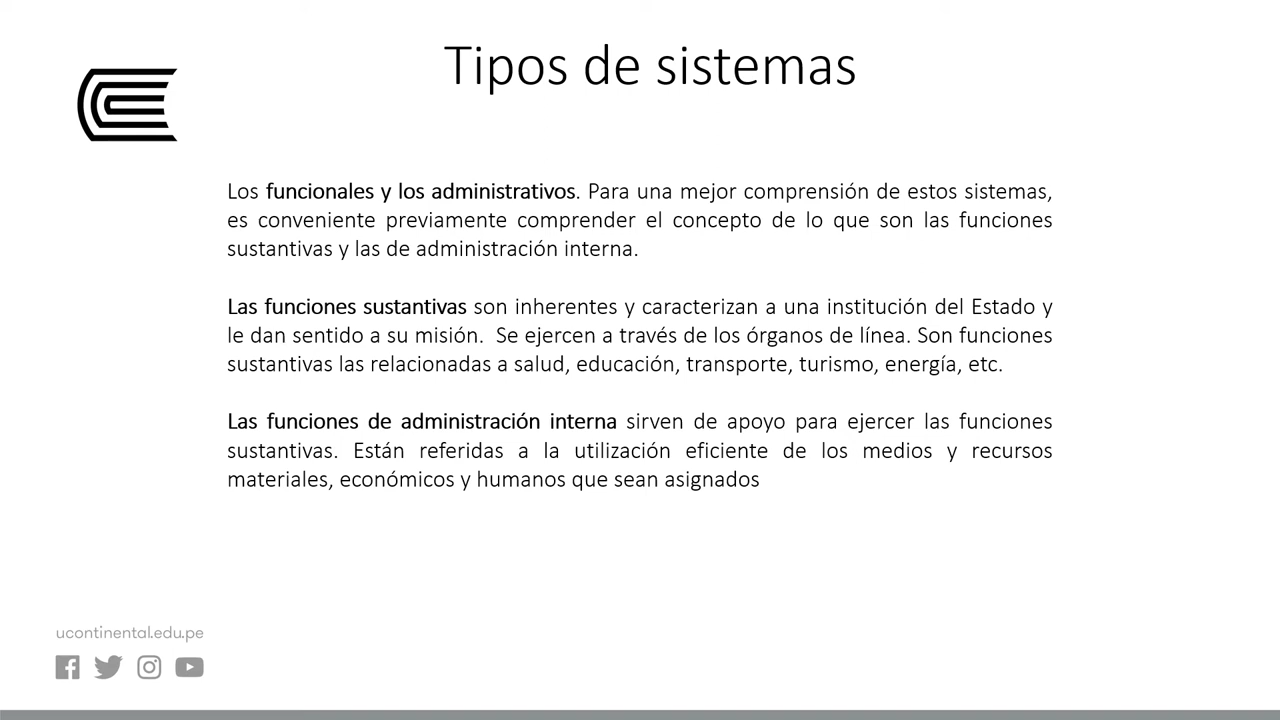 Tipos de sistemas
Los funcionales y los administrativos. Para una mejor comprensión de estos sistemas,
es conveniente previamente comprender el concepto de lo que son las funciones
sustantivas y las de administración interna.
Las funciones sustantivas son inherentes y caracterizan a una institución del Estado y
le dan sentido a su misión. Se ejercen a través de los órganos de línea. Son funciones
sustantivas las relacionadas a salud, educación, transporte, turismo, energía, etc.
Las funciones de administración interna sirven de apoyo para ejercer las funciones
sustantivas. Están referidas a la utilización eficiente de los medios y recursos
materiales, económicos y humanos que sean asignados
ucontinental.edu.pe